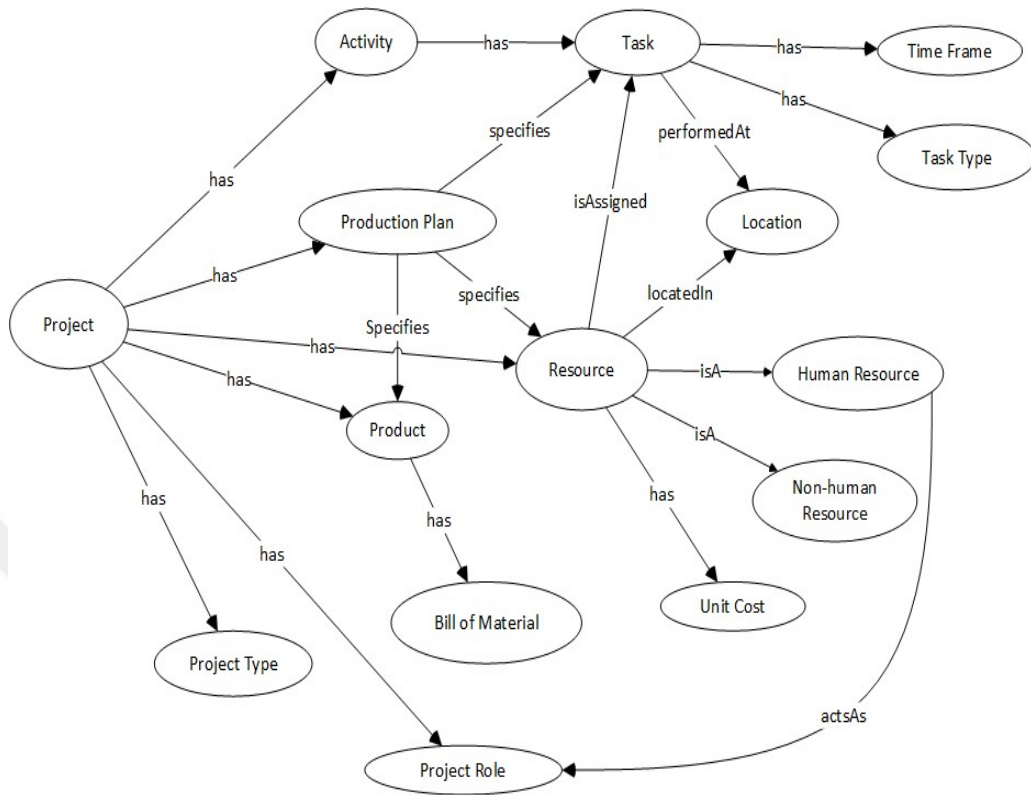 Activity
has
Task
has
Time Frame
has
Task Type
specifies
performedAt
has
isAssigned
Production Plan
Location
has
specifies
locatedIn
Project
Specifies
has
Resource
isA
Human Resource
has
Product
isA
has
has
has
Non-human
Resource
has
Bill of Material
Unit Cost
Project Type
actsAs
Project Role